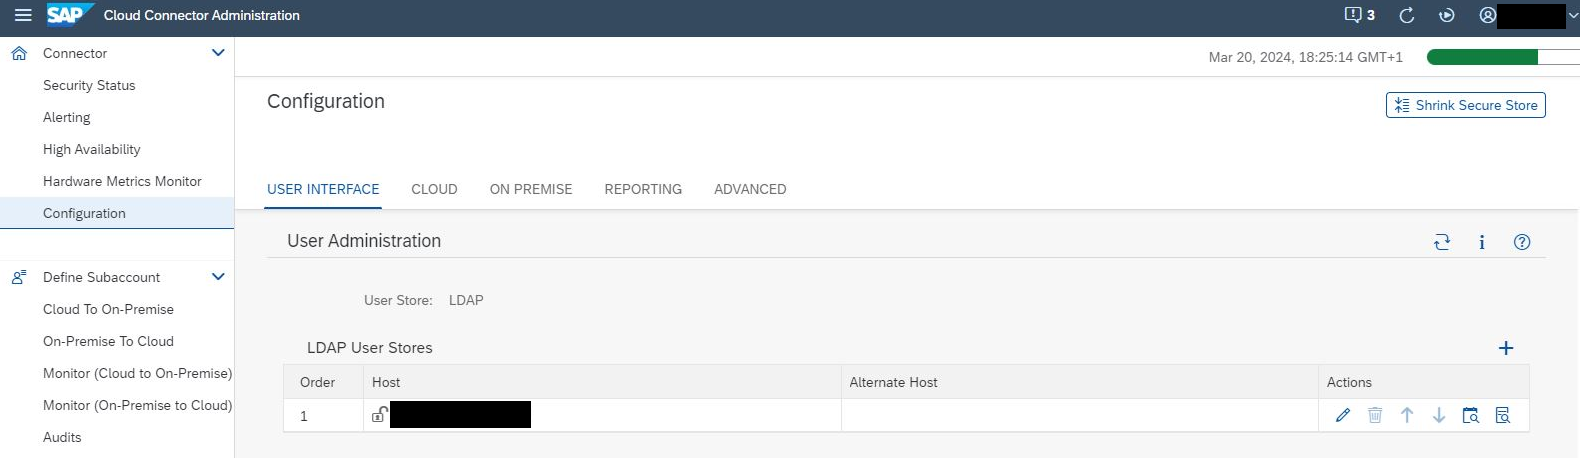 SAP Cloud Connector Administration 3
Connector
Security Status
Alerting
High Availability
Hardware Metrics Monitor
Configuration
Define Subaccount
Cloud To On-Premise
On-Premise To Cloud
Monitor (Cloud to On-Premise)
Monitor (On-Premise to Cloud)
Audits
Mar 20, 2024, 18:25:14 GMT+1
Configuration
Shrink Secure Store
USER INTERFACE CLOUD ON PREMISE REPORTING ADVANCED
User Administration
User Store: LDAP
LDAP User Stores
Order Host Alternate Host Actions
1